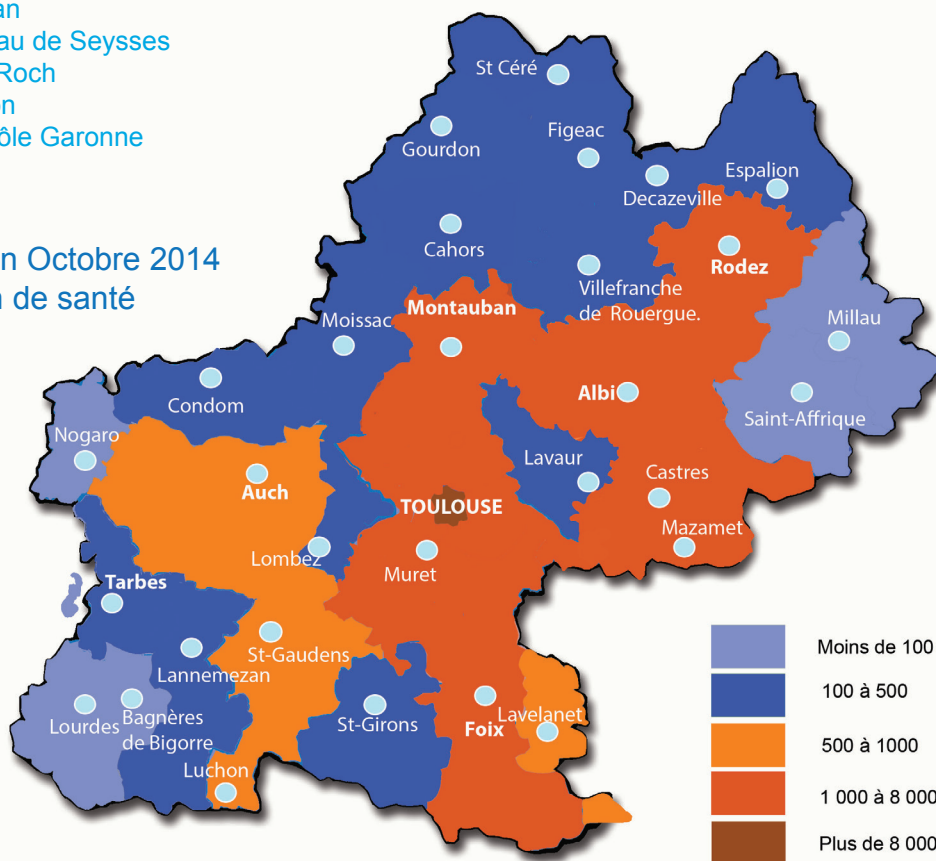 an
au de Seysses
Roch
on
ôle Garonne
n Octobre 2014
de santé
St Céré
Gourdon
Figeac
Decazeville
Espalion
Cahors
Rodez
Villefranche
de Rouergue.
Montauban
Moissac
Millau
Condom
Albi
Saint-Affrique
Nogaro
Lavaur
Castres
Auch
TOULOUSE
Mazamet
Lombez
Muret
Tarbes
St-Gaudens
Lannemezan
Lourdes
Bagnères
de Bigorre
St-Girons
Foix
Lavelanet
Luchon
Moins de 100
100 à 500
500 à 1000
1 000 à 8 000
Plus de 8 000